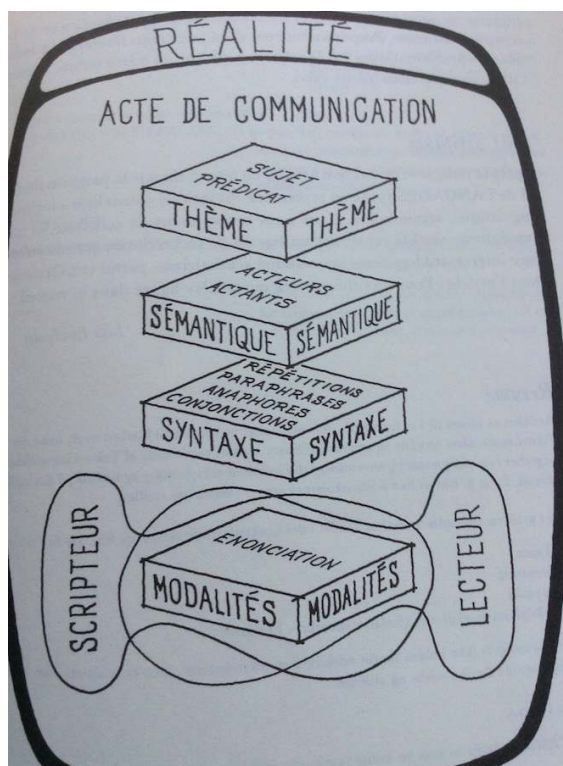 RÉALITÉ
ACTE DE COMMUNICATION
SUJET
PRÉDICAT
THÈME THÈME
ACTEURS
ACTANTS
SÉMANTIQUE SÉMANTIQUE
RÉPÉTITIONS
PARAPHRASES
ANAPHORES
CONJONCTIONS
SYNTAXE SYNTAXE
SCRIPTEUR
ENONCIATION
MODALITÉS MODALITÉS
LECTEUR